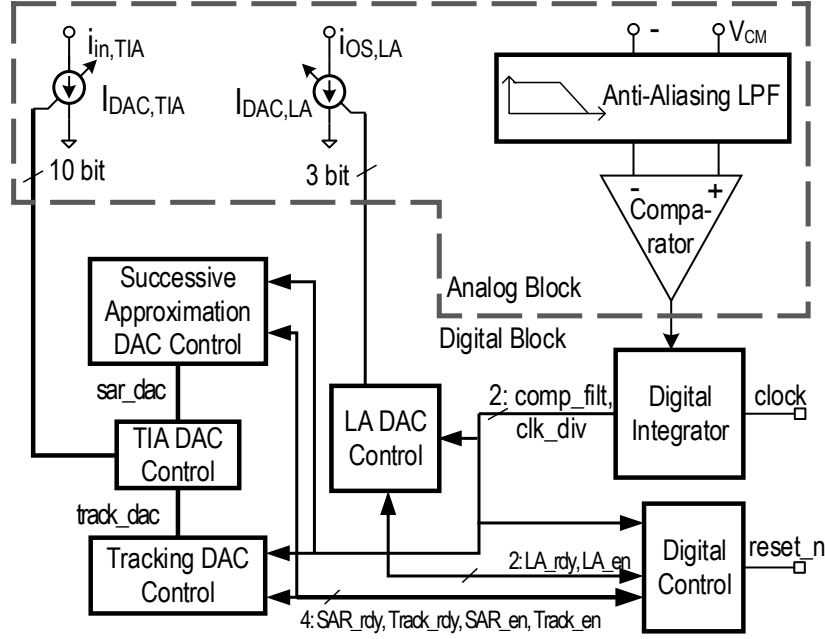 i_in,TIA
I_DAC,TIA
10 bit
i_OS,LA
I_DAC,LA
3 bit
-
V_CM
Anti-Aliasing LPF
- +
Compa-
rator
Analog Block
Digital Block
Successive
Approximation
DAC Control
sar_dac
TIA DAC
Control
track_dac
Tracking DAC
Control
LA DAC
Control
2: comp_filt,
clk_div
Digital
Integrator
clock
Digital
Control
reset_n
2: LA_rdy, LA_en
4: SAR_rdy, Track_rdy, SAR_en, Track_en